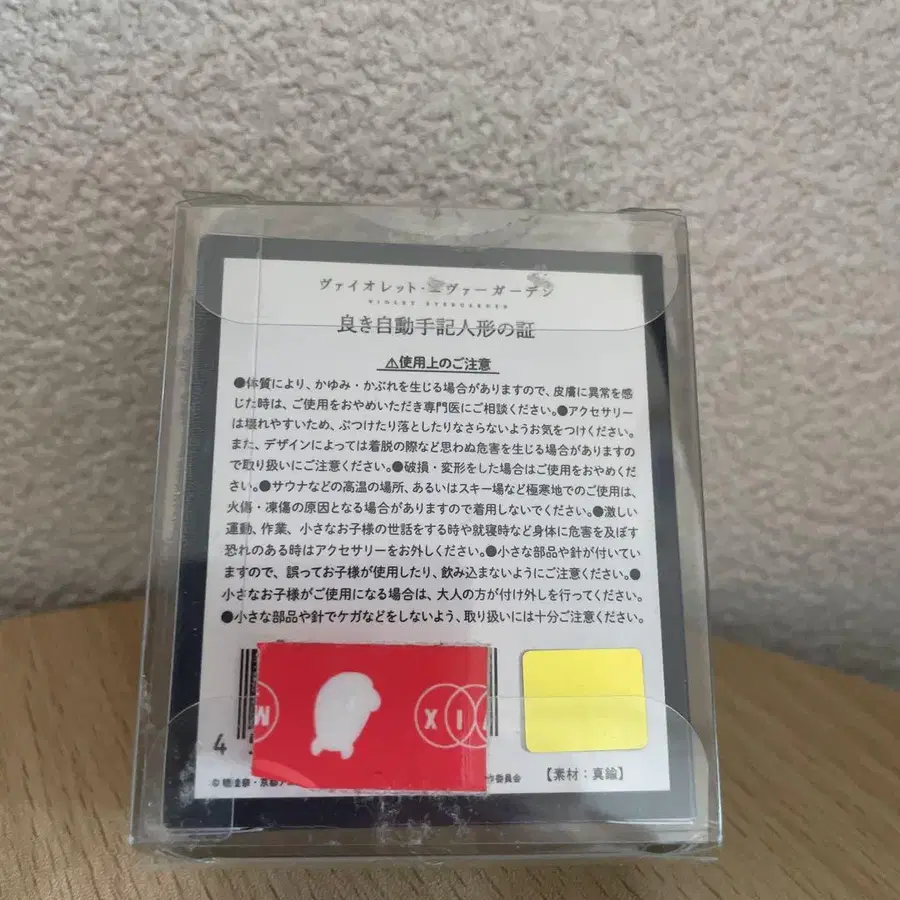 ヴァイオレット・エヴァーガーデン
VIOLET EVERGARDEN
良き自動手記人形の証
⚠使用上のご注意
●体質により、かゆみ・かぶれを生じる場合がありますので、皮膚に異常を感
じた時は、ご使用をおやめいただき専門医にご相談ください。●アクセサリー
は壊れやすいため、ぶつけたり落としたりなさらないようお気をつけください。
また、デザインによっては着脱の際など思わぬ危害を生じる場合がありますの
で取り扱いにご注意ください。●破損・変形をした場合はご使用をおやめくだ
さい。●サウナなどの高温の場所、あるいはスキー場など極寒地でのご使用は、
火傷・凍傷の原因となる場合がありますので着用しないでください。●激しい
運動、作業、小さなお子様の世話をする時や就寝時など身体に危害を及ぼす
恐れのある時はアクセサリーをお外しください。●小さな部品や針が付いてい
ますので、誤ってお子様が使用したり、飲み込まないようにご注意ください。●
小さなお子様がご使用になる場合は、大人の方が付け外しを行ってください。
●小さな部品や針でケガなどをしないよう、取り扱いには十分ご注意ください。
M
X I
4
© 暁佳奈・京都アニ
作委員会
【素材:真鍮】